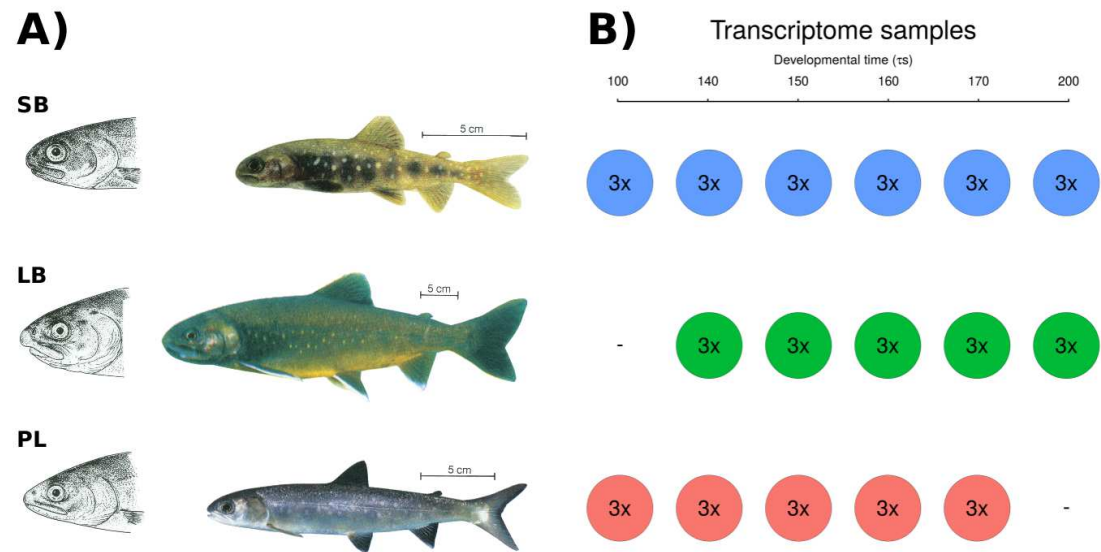 A)
SB
5 cm
LB
5 cm
PL
5 cm
B)
Transcriptome samples
Developmental time (τs)
100 140 150 160 170 200
3x 3x 3x 3x 3x 3x
- 3x 3x 3x 3x 3x
3x 3x 3x 3x 3x -